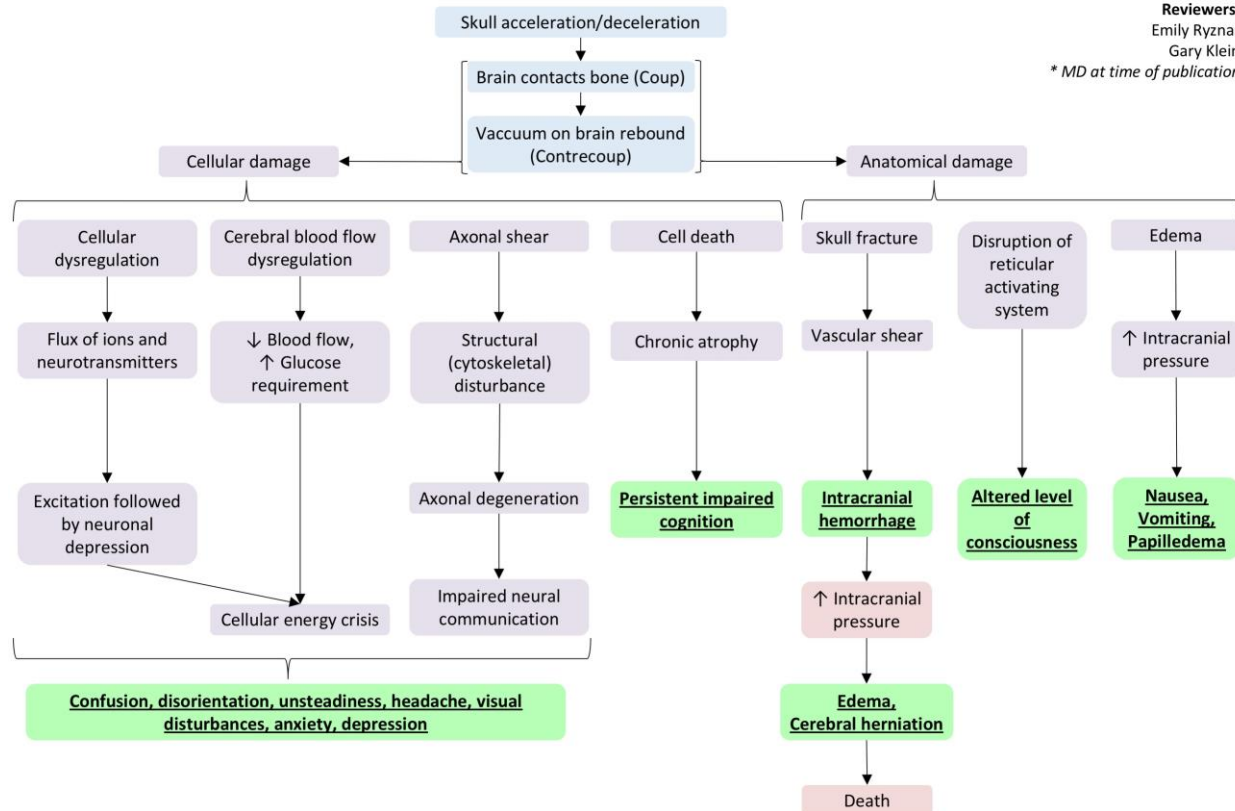 Reviewers
Emily Ryzna
Gary Klein
* MD at time of publication
Skull acceleration/deceleration
Brain contacts bone (Coup)
Vaccuum on brain rebound
(Contrecoup)
Cellular damage
Anatomical damage
Cellular
dysregulation
Cerebral blood flow
dysregulation
Axonal shear
Cell death
Skull fracture
Disruption of
reticular
activating
system
Edema
Flux of ions and
neurotransmitters
↓ Blood flow,
↑ Glucose
requirement
Structural
(cytoskeletal)
disturbance
Chronic atrophy
Vascular shear
↑ Intracranial
pressure
Excitation followed
by neuronal
depression
Axonal degeneration
Persistent impaired
cognition
Intracranial
hemorrhage
Altered level
of
consciousness
Nausea,
Vomiting,
Papilledema
Cellular energy crisis
Impaired neural
communication
↑ Intracranial
pressure
Confusion, disorientation, unsteadiness, headache, visual
disturbances, anxiety, depression
Edema,
Cerebral herniation
Death